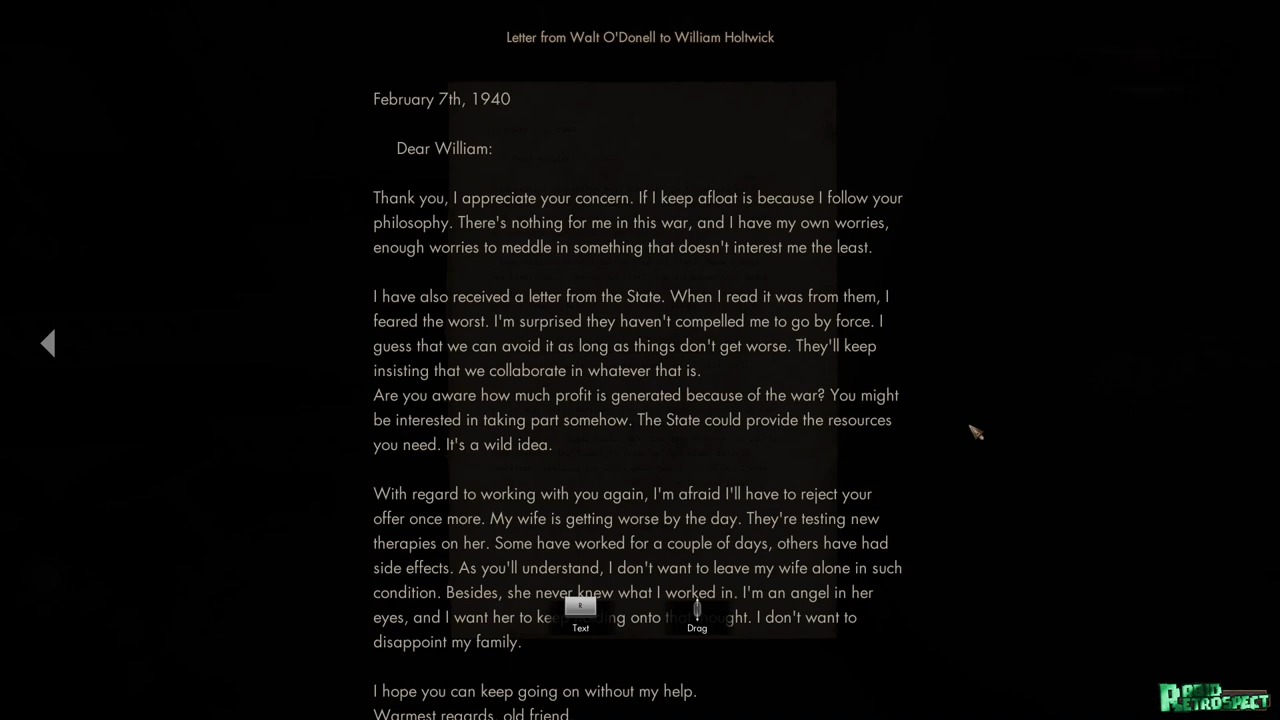 Letter from Walt O'Donell to William Holtwick
February 7th, 1940
Dear William:
Thank you, I appreciate your concern. If I keep afloat is because I follow your
philosophy. There's nothing for me in this war, and I have my own worries,
enough worries to meddle in something that doesn't interest me the least.
I have also received a letter from the State. When I read it was from them, I
feared the worst. I'm surprised they haven't compelled me to go by force. I
guess that we can avoid it as long as things don't get worse. They'll keep
insisting that we collaborate in whatever that is.
Are you aware how much profit is generated because of the war? You might
be interested in taking part somehow. The State could provide the resources
you need. It's a wild idea.
With regard to working with you again, I'm afraid I'll have to reject your
offer once more. My wife is getting worse by the day. They're testing new
therapies on her. Some have worked for a couple of days, others have had
side effects. As you'll understand, I don't want to leave my wife alone in such
condition. Besides, she never knew what I worked in. I'm an angel in her
eyes, and I want her to keep holding onto that thought. I don't want to
R
Text
Drag
disappoint my family.
I hope you can keep going on without my help.
Warmest regards, old friend
RETROSPECT